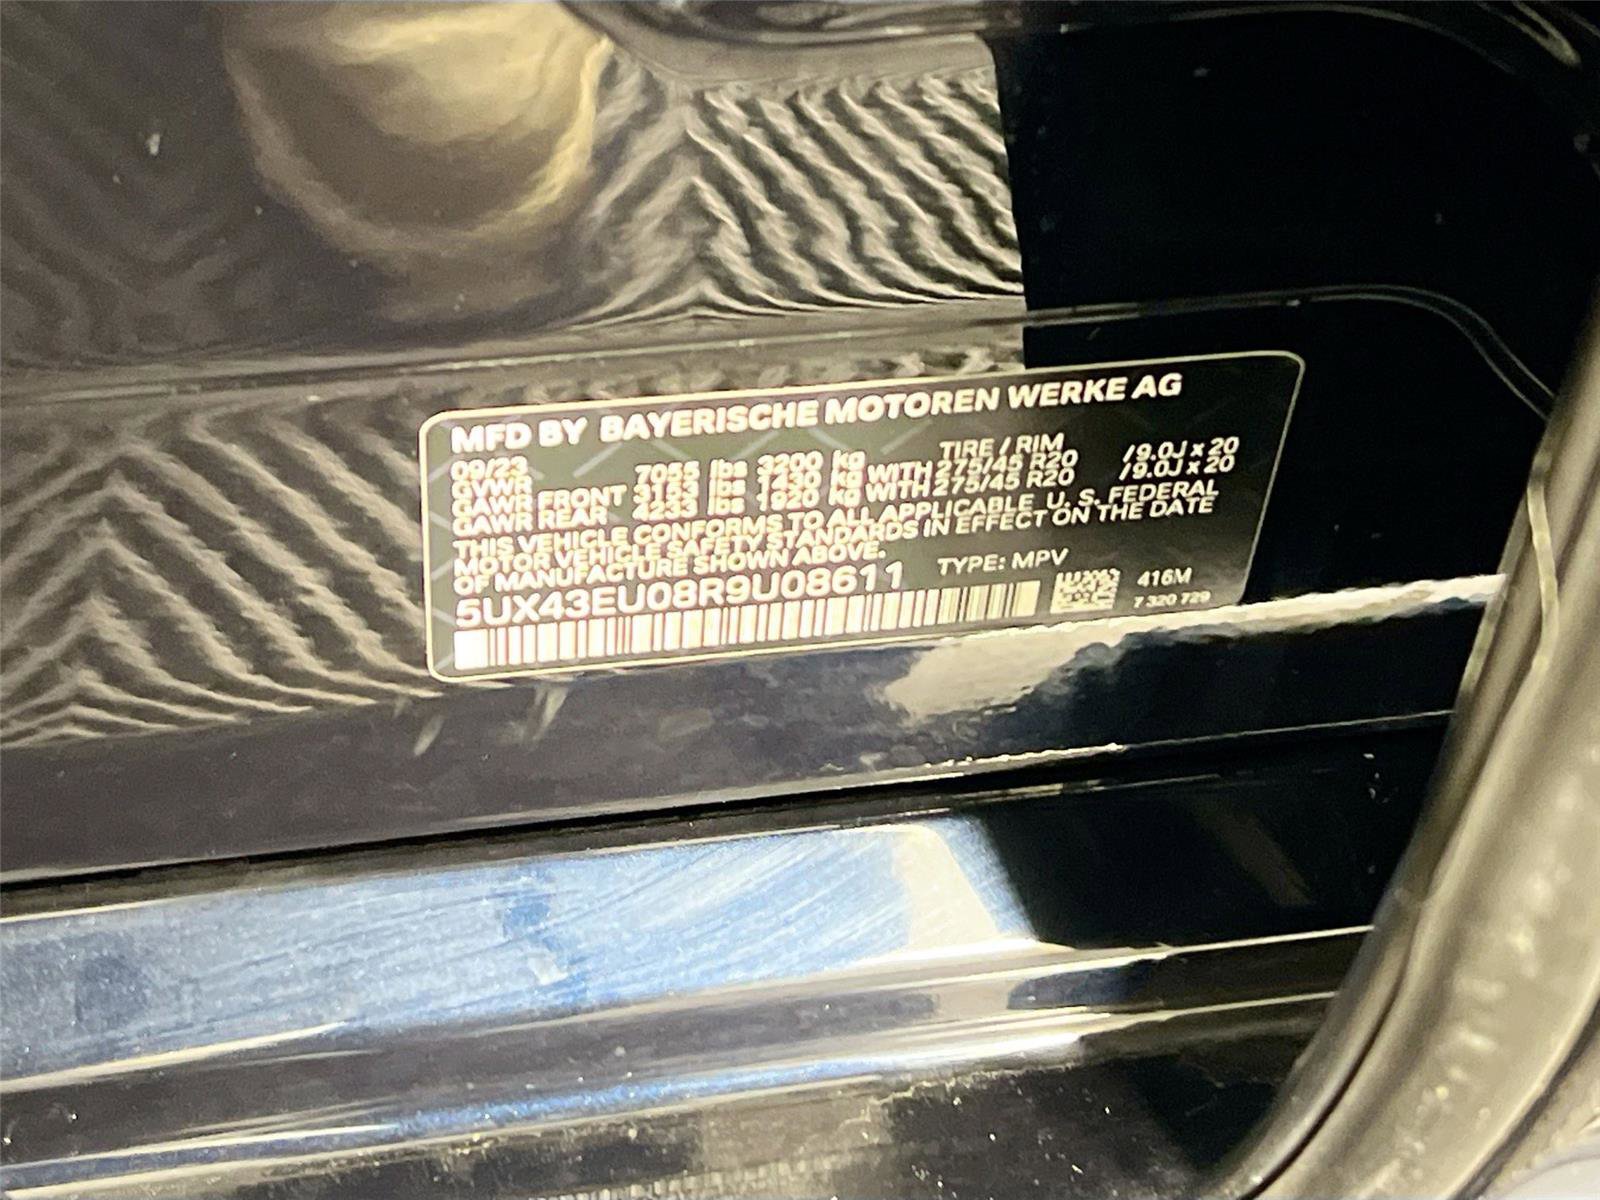 MFD BY BAYERISCHE MOTOREN WERKE AG
09/23 TIRE / RIM
GVWR 7055 lbs 3200 kg
GAWR FRONT 3153 lbs 1430 kg WITH 275/45 R20 /9.0J x 20
GAWR REAR 4233 lbs 1920 kg WITH 275/45 R20 /9.0J x 20
THIS VEHICLE CONFORMS TO ALL APPLICABLE U. S. FEDERAL
MOTOR VEHICLE SAFETY STANDARDS IN EFFECT ON THE DATE
OF MANUFACTURE SHOWN ABOVE.
5UX43EU08R9U08611 TYPE: MPV
416M
7 320 729